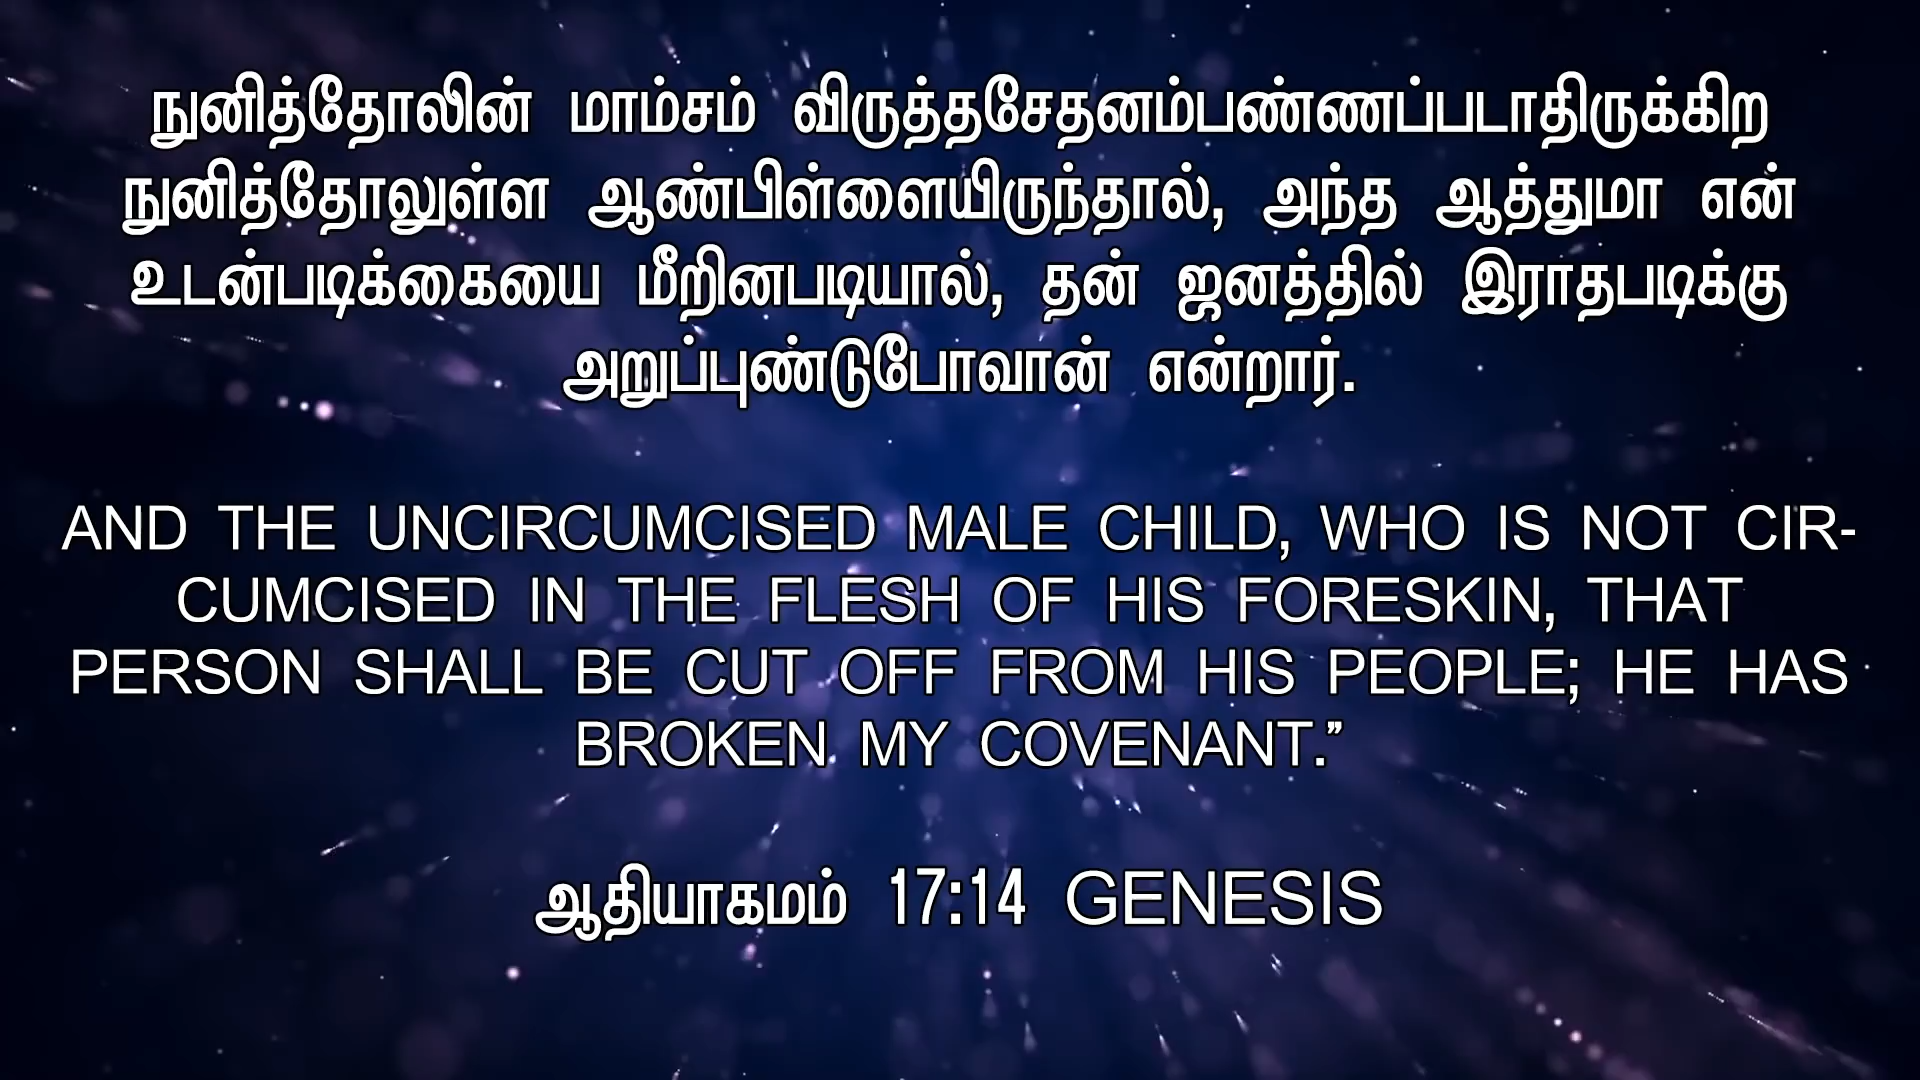 நுனித்தோலின் மாம்சம் விருத்தசேதனம்பண்ணப்படாதிருக்கிற
நுனித்தோலுள்ள ஆண்பிள்ளையிருந்தால், அந்த ஆத்துமா என்
உடன்படிக்கையை மீறினபடியால், தன் ஜனத்தில் இராதபடிக்கு
அறுப்புண்டுபோவான் என்றார்.
AND THE UNCIRCUMCISED MALE CHILD, WHO IS NOT CIR-
CUMCISED IN THE FLESH OF HIS FORESKIN, THAT
PERSON SHALL BE CUT OFF FROM HIS PEOPLE; HE HAS
BROKEN MY COVENANT.”
ஆதியாகமம் 17:14 GENESIS